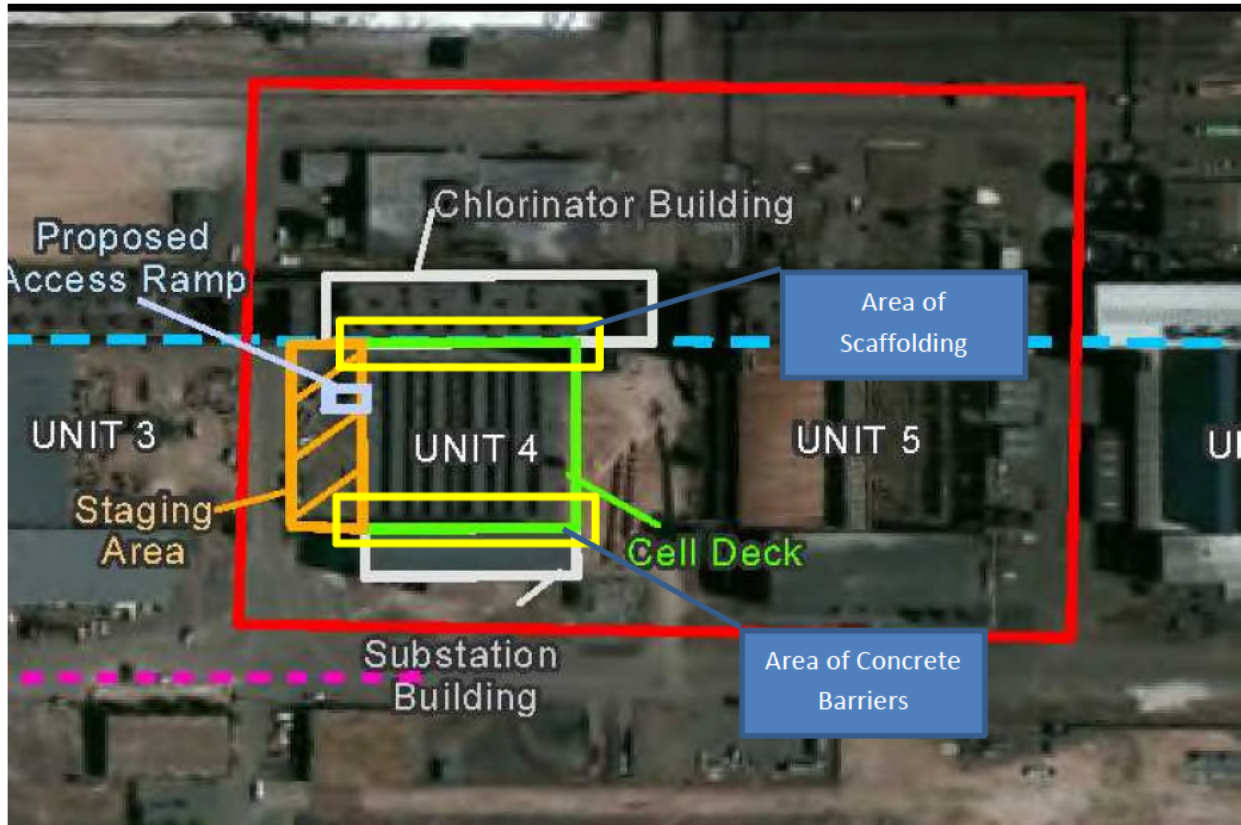 Chlorinator Building
Proposed
Access Ramp
Area of
Scaffolding
UNIT 3
UNIT 4
UNIT 5
Staging
Area
Cell Deck
Substation
Building
Area of Concrete
Barriers